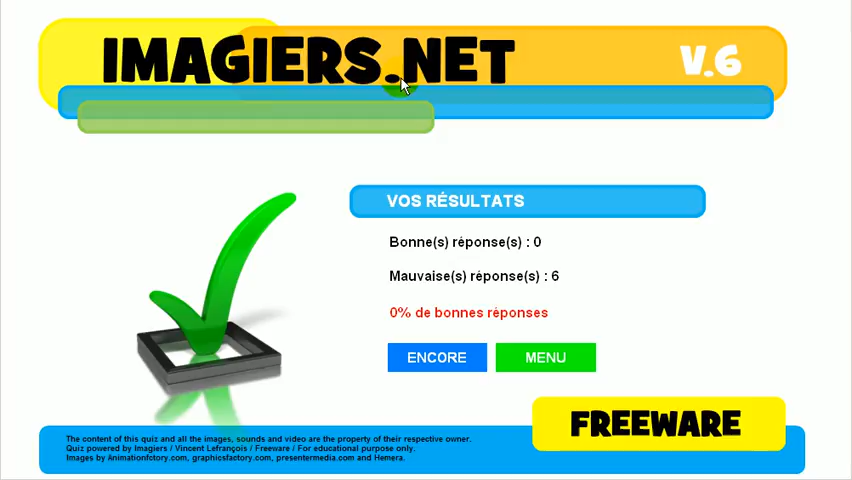 IMAGIERS.NET
V.6
VOS RÉSULTATS
Bonne(s) réponse(s) : 0
Mauvaise(s) réponse(s) : 6
0% de bonnes réponses
ENCORE
MENU
FREEWARE
The content of this quiz and all the images, sounds and video are the property of their respective owner.
Quiz powered by Imagiers / Vincent Lefrançois / Freeware / For educational purpose only.
Images by Animationfctory.com, graphicsfactory.com, presentermedia.com and Hemera.